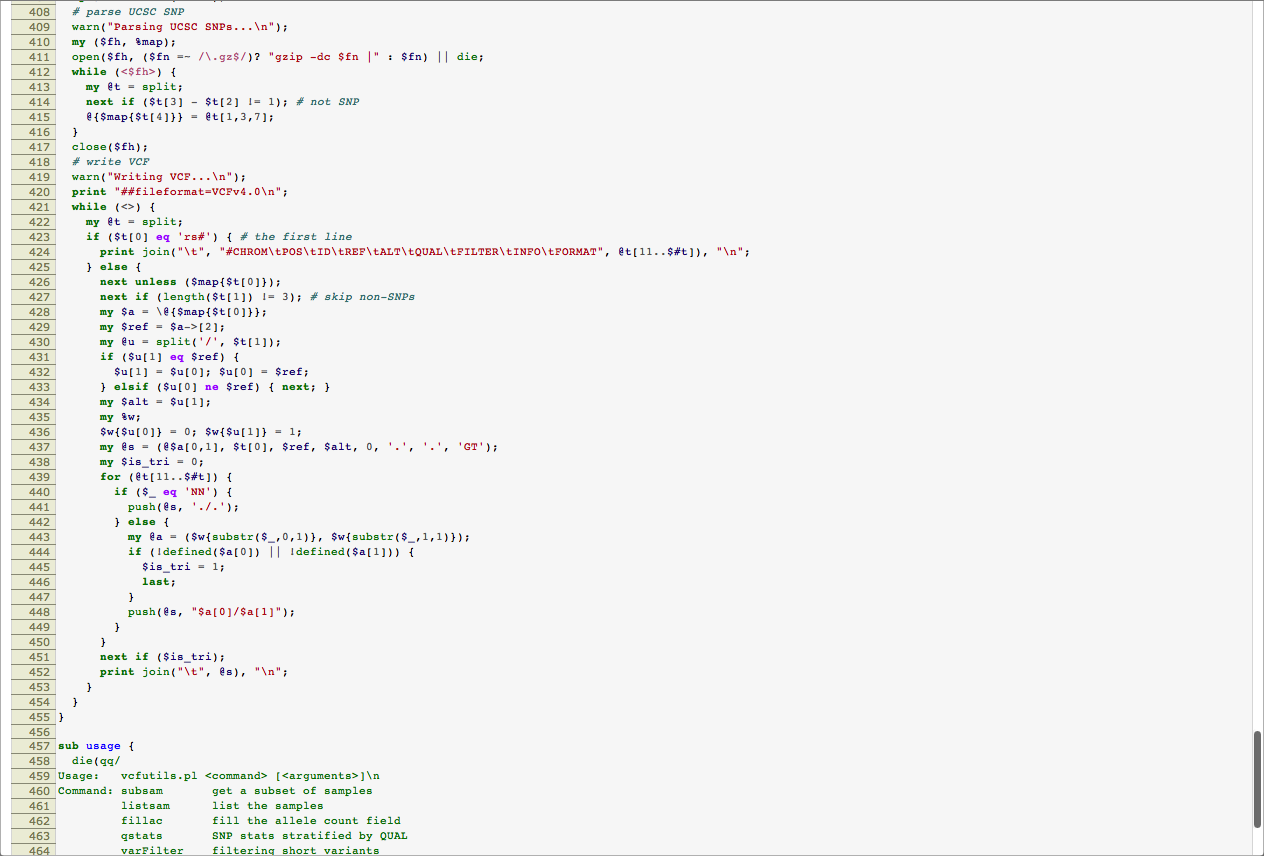 408 # parse UCSC SNP
409 warn("Parsing UCSC SNPs...\n");
410 my ($fh, %map);
411 open($fh, ($fn =~ /\.gz$/)? "gzip -dc $fn |" : $fn) || die;
412 while (<$fh>) {
413 my @t = split;
414 next if ($t[3] - $t[2] != 1); # not SNP
415 @{$map{$t[4]}} = @t[1,3,7];
416 }
417 close($fh);
418 # write VCF
419 warn("Writing VCF...\n");
420 print "##fileformat=VCFv4.0\n";
421 while (<>) {
422 my @t = split;
423 if ($t[0] eq 'rs#') { # the first line
424 print join("\t", "#CHROM\tPOS\tID\tREF\tALT\tQUAL\tFILTER\tINFO\tFORMAT", @t[11..$#t]), "\n";
425 } else {
426 next unless ($map{$t[0]});
427 next if (length($t[1]) != 3); # skip non-SNPs
428 my $a = \@{$map{$t[0]}};
429 my $ref = $a->[2];
430 my @u = split('/', $t[1]);
431 if ($u[1] eq $ref) {
432 $u[1] = $u[0]; $u[0] = $ref;
433 } elsif ($u[0] ne $ref) { next; }
434 my $alt = $u[1];
435 my %w;
436 $w{$u[0]} = 0; $w{$u[1]} = 1;
437 my @s = (@$a[0,1], $t[0], $ref, $alt, 0, '.', '.', 'GT');
438 my $is_tri = 0;
439 for (@t[11..$#t]) {
440 if ($_ eq 'NN') {
441 push(@s, './.');
442 } else {
443 my @a = ($w{substr($_,0,1)}, $w{substr($_,1,1)});
444 if (!defined($a[0]) || !defined($a[1])) {
445 $is_tri = 1;
446 last;
447 }
448 push(@s, "$a[0]/$a[1]");
449 }
450 }
451 next if ($is_tri);
452 print join("\t", @s), "\n";
453 }
454 }
455 }
456
457 sub usage {
458 die(qq/
459 Usage: vcfutils.pl <command> [<arguments>]\n
460 Command: subsam get a subset of samples
461 listsam list the samples
462 fillac fill the allele count field
463 qstats SNP stats stratified by QUAL
464 varFilter filtering short variants